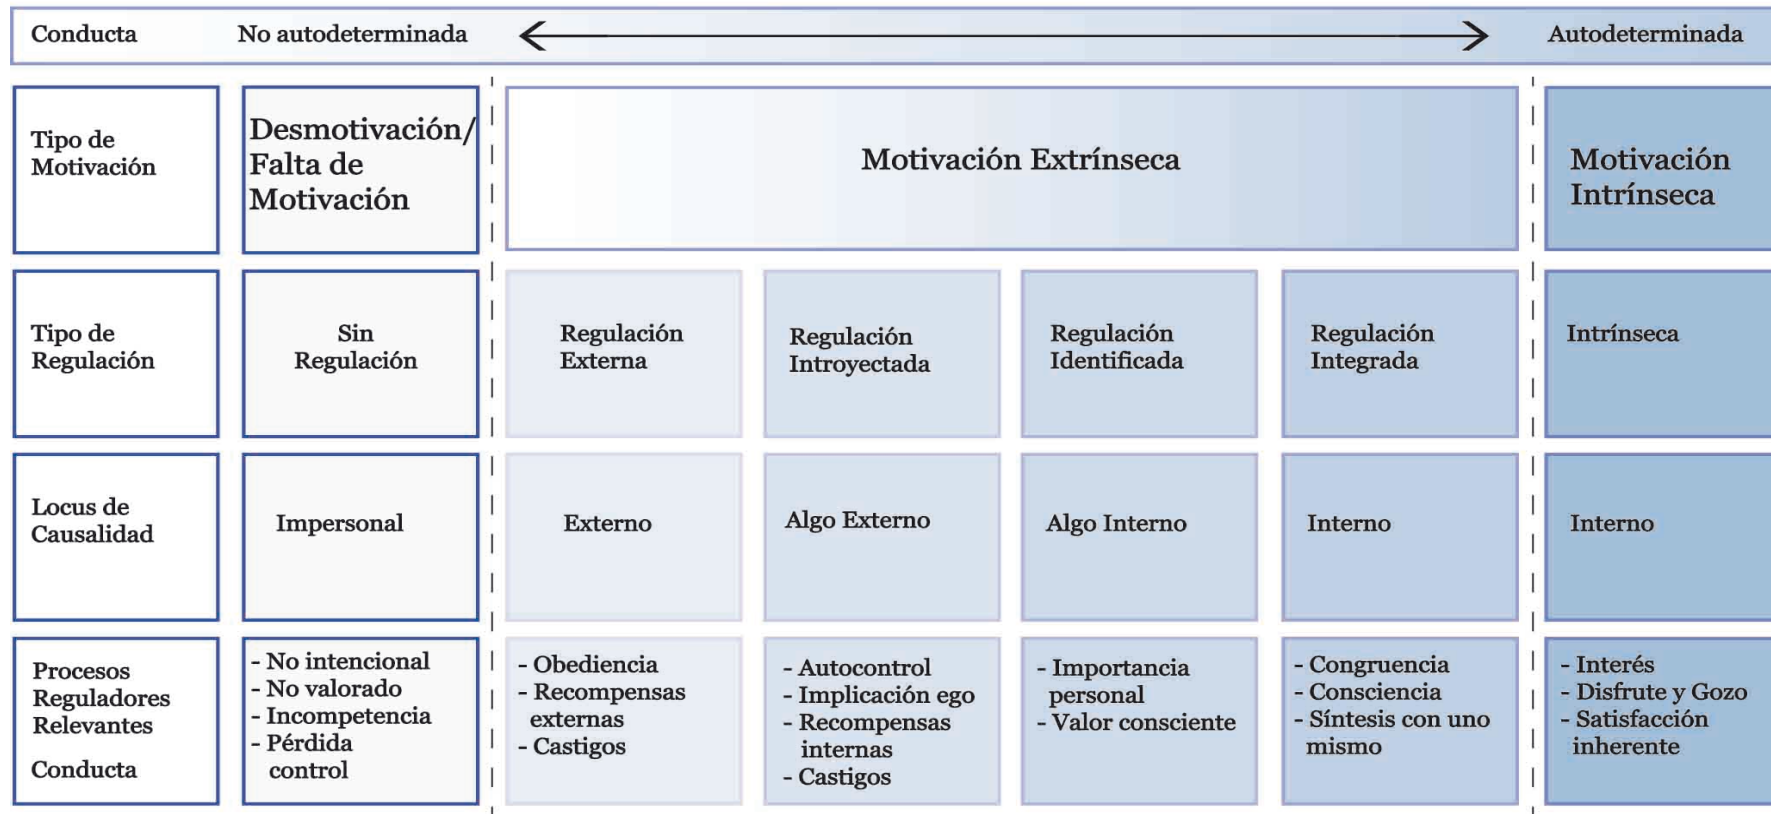 Conducta No autodeterminada Autodeterminada
Tipo de
Motivación
Desmotivación/
Falta de
Motivación
Motivación Extrínseca
Motivación
Intrínseca
Tipo de
Regulación
Sin
Regulación
Regulación
Externa
Regulación
Introyectada
Regulación
Identificada
Regulación
Integrada
Intrínseca
Locus de
Causalidad
Impersonal
Externo
Algo Externo
Algo Interno
Interno
Interno
Procesos
Reguladores
Relevantes
Conducta
- No intencional
- No valorado
- Incompetencia
- Pérdida
control
- Obediencia
- Recompensas
externas
- Castigos
- Autocontrol
- Implicación ego
- Recompensas
internas
- Castigos
- Importancia
personal
- Valor consciente
- Congruencia
- Consciencia
- Síntesis con uno
mismo
- Interés
- Disfrute y Gozo
- Satisfacción
inherente